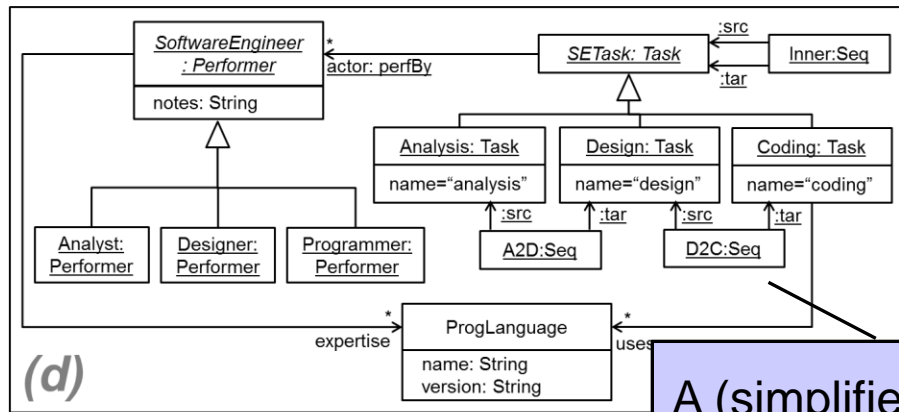 SoftwareEngineer
: Performer
notes: String
*
actor: perfBy
SETask: Task
:src
:tar
Inner:Seq
Analysis: Task
name="analysis"
Design: Task
name="design"
Coding: Task
name="coding"
:src
:tar
:src
:tar
A2D:Seq
D2C:Seq
Analyst:
Performer
Designer:
Performer
Programmer:
Performer
*
expertise
ProgLanguage
name: String
version: String
*
uses
(d)
A (simplifie